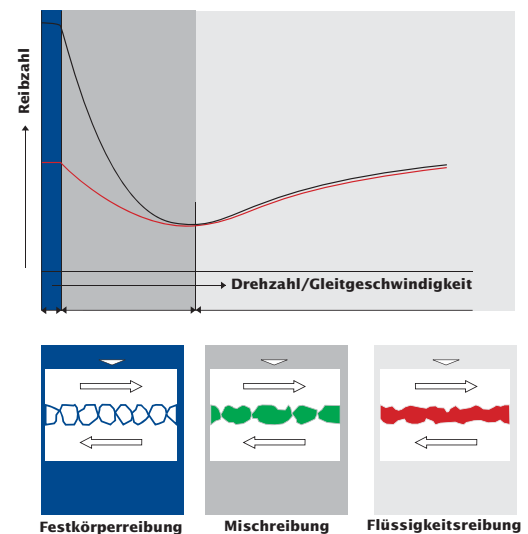 Reibzahl
Drehzahl/Gleitgeschwindigkeit
Festkörperreibung
Mischreibung
Flüssigkeitsreibung